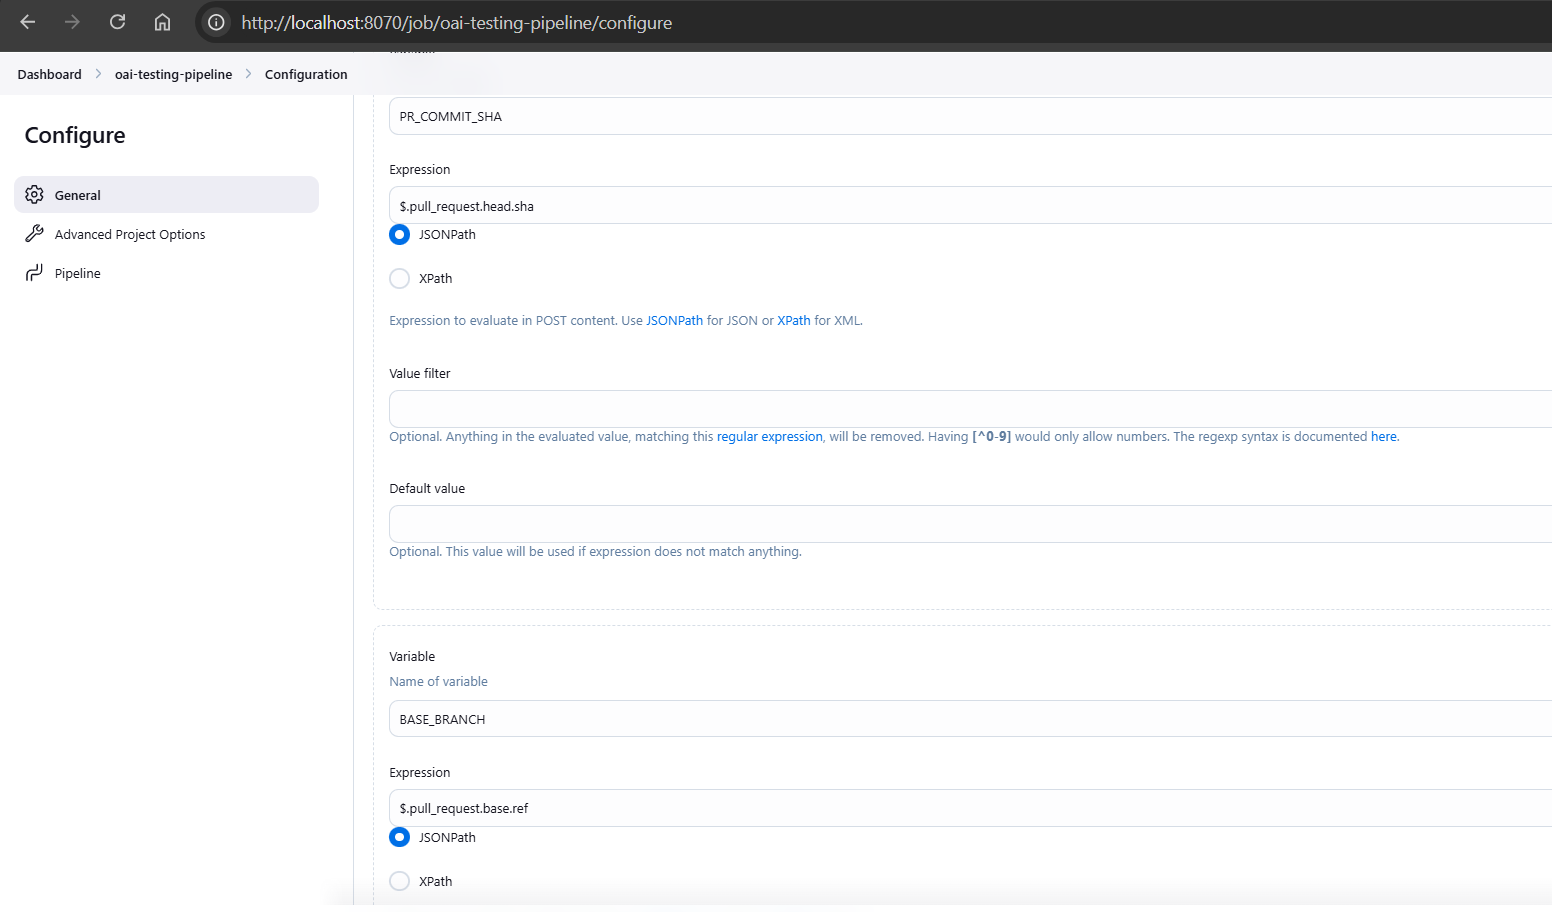 http://localhost:8070/job/oai-testing-pipeline/configure
Dashboard > oai-testing-pipeline > Configuration
Configure
General
Advanced Project Options
Pipeline
PR_COMMIT_SHA
Expression
$.pull_request.head.sha
JSONPath
XPath
Expression to evaluate in POST content. Use JSONPath for JSON or XPath for XML.
Value filter
Optional. Anything in the evaluated value, matching this regular expression, will be removed. Having [^0-9] would only allow numbers. The regexp syntax is documented here.
Default value
Optional. This value will be used if expression does not match anything.
Variable
Name of variable
BASE_BRANCH
Expression
$.pull_request.base.ref
JSONPath
XPath